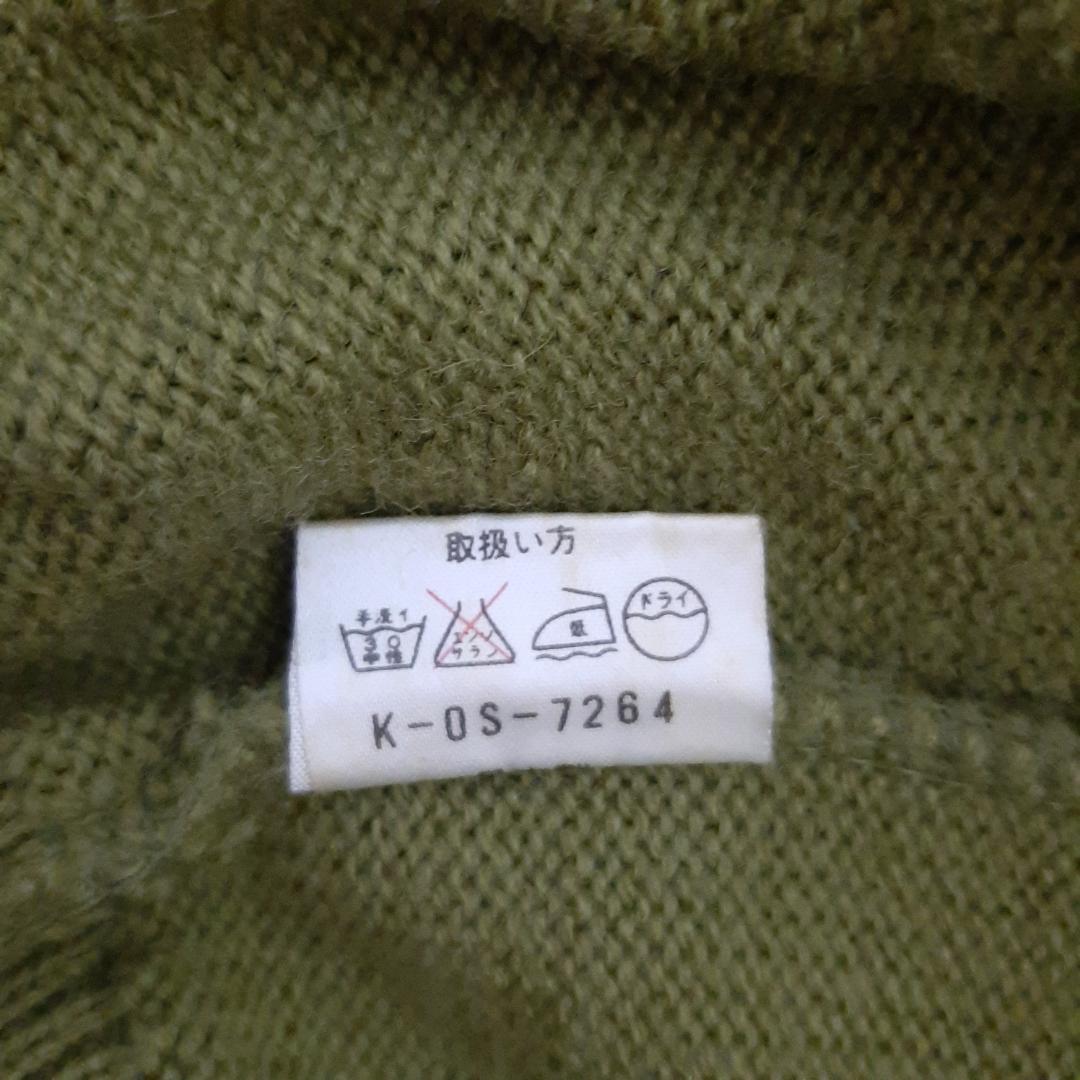 取扱い方
手洗イ
30
中性
エンソ
サラシ
低
ドライ
K-OS-7264